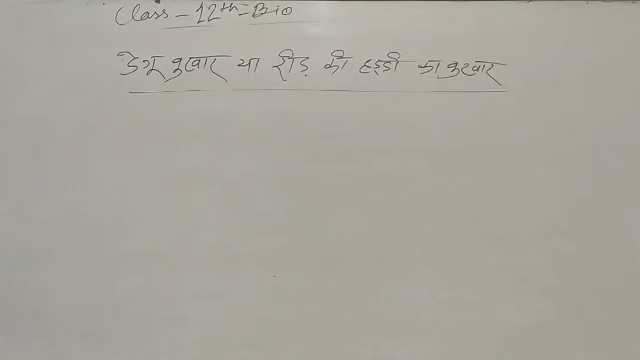 Class - 12th - Bio
डेंगू बुखार या रीड़ की हड्डी का बुखार